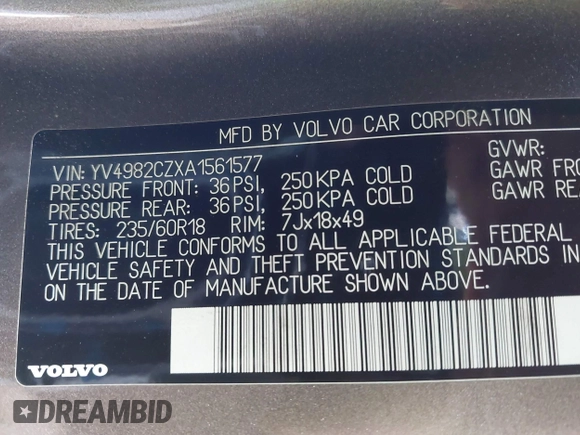 MFD BY VOLVO CAR CORPORATION
VIN: YV4982CZXA1561577
PRESSURE FRONT: 36 PSI, 250 KPA COLD
PRESSURE REAR: 36 PSI, 250 KPA COLD
TIRES: 235/60R18 RIM: 7Jx18x49
THIS VEHICLE CONFORMS TO ALL APPLICABLE FEDERAL
VEHICLE SAFETY AND THEFT PREVENTION STANDARDS IN
ON THE DATE OF MANUFACTURE SHOWN ABOVE.
GVWR:
GAWR FRO
GAWR RE
VOLVO
DREAMBID